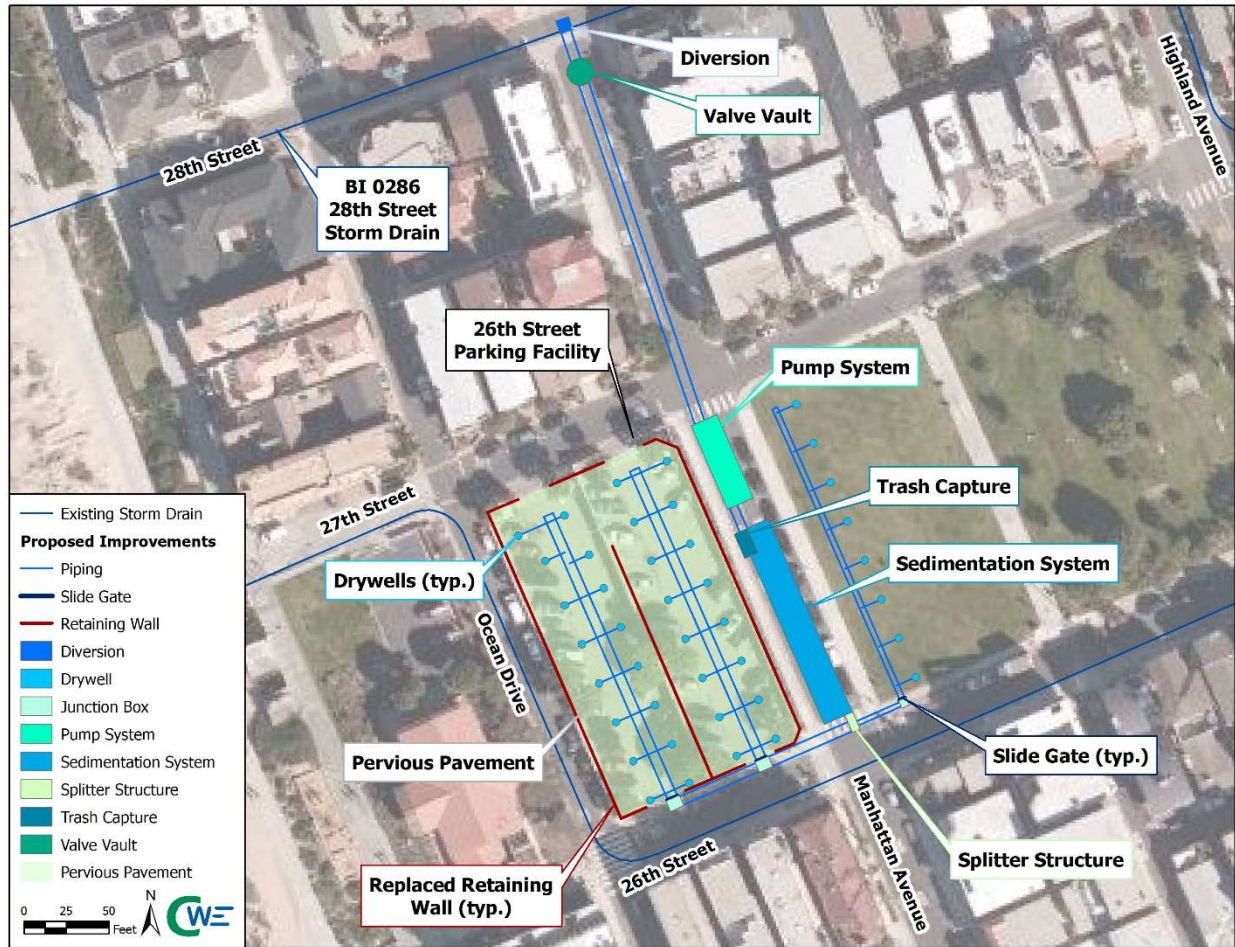 Diversion
Valve Vault
Highland Avenue
28th Street
BI 0286
28th Street
Storm Drain
26th Street
Parking Facility
Pump System
Trash Capture
27th Street
Drywells (typ.)
Sedimentation System
Ocean Drive
Pervious Pavement
Slide Gate (typ.)
Manhattan Avenue
26th Street
Splitter Structure
Replaced Retaining
Wall (typ.)
Existing Storm Drain
Proposed Improvements
Piping
Slide Gate
Retaining Wall
Diversion
Drywell
Junction Box
Pump System
Sedimentation System
Splitter Structure
Trash Capture
Valve Vault
Pervious Pavement
0 25 50
Feet
N
CWE